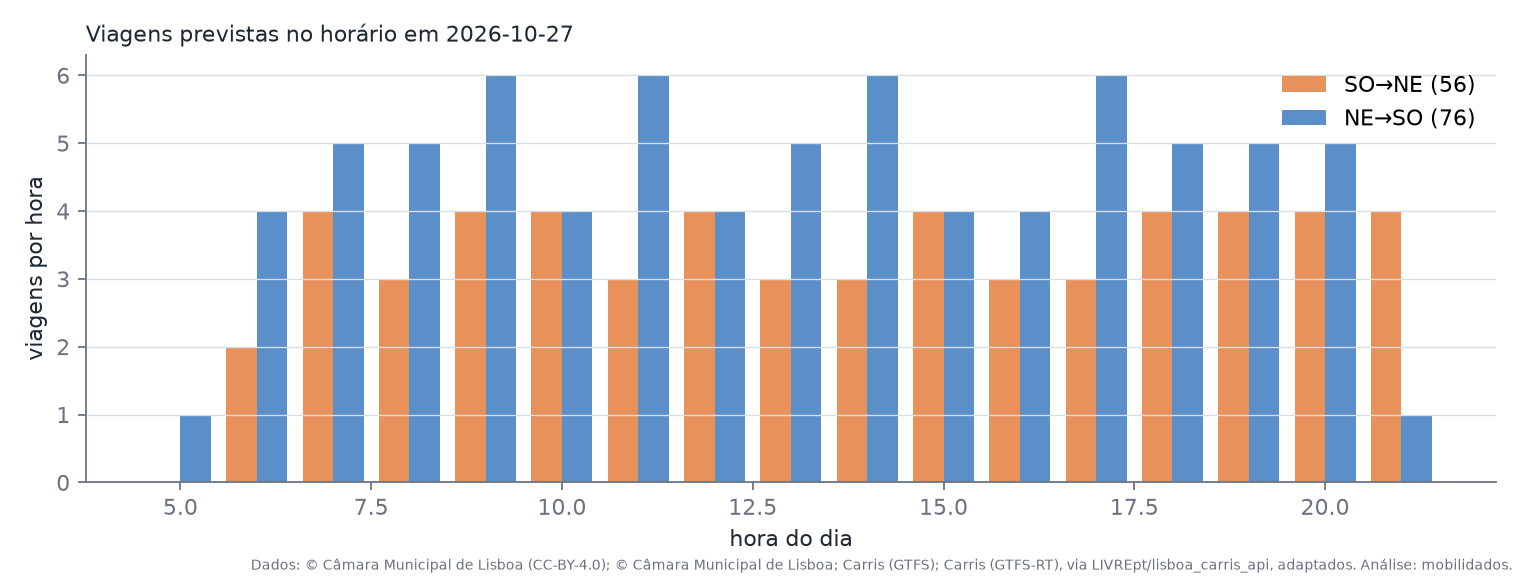 Viagens previstas no horário em 2026-10-27
SO→NE (56)
NE→SO (76)
viagens por hora
6
5
4
3
2
1
0
5.0 7.5 10.0 12.5 15.0 17.5 20.0
hora do dia
Dados: © Câmara Municipal de Lisboa (CC-BY-4.0); © Câmara Municipal de Lisboa; Carris (GTFS); Carris (GTFS-RT), via LIVREpt/lisboa_carris_api, adaptados. Análise: mobilidados.